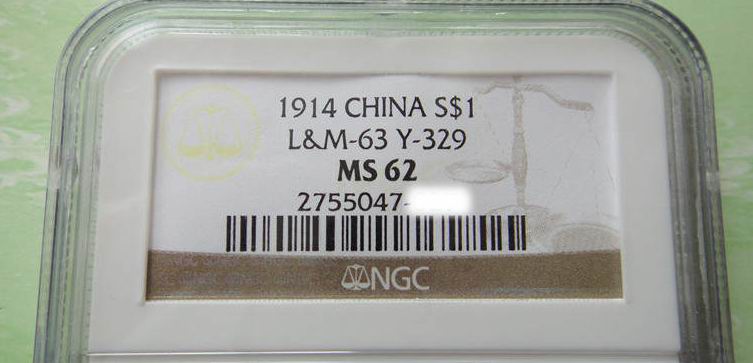 1914 CHINA S$1
L&M-63 Y-329
MS 62
2755047-
NGC